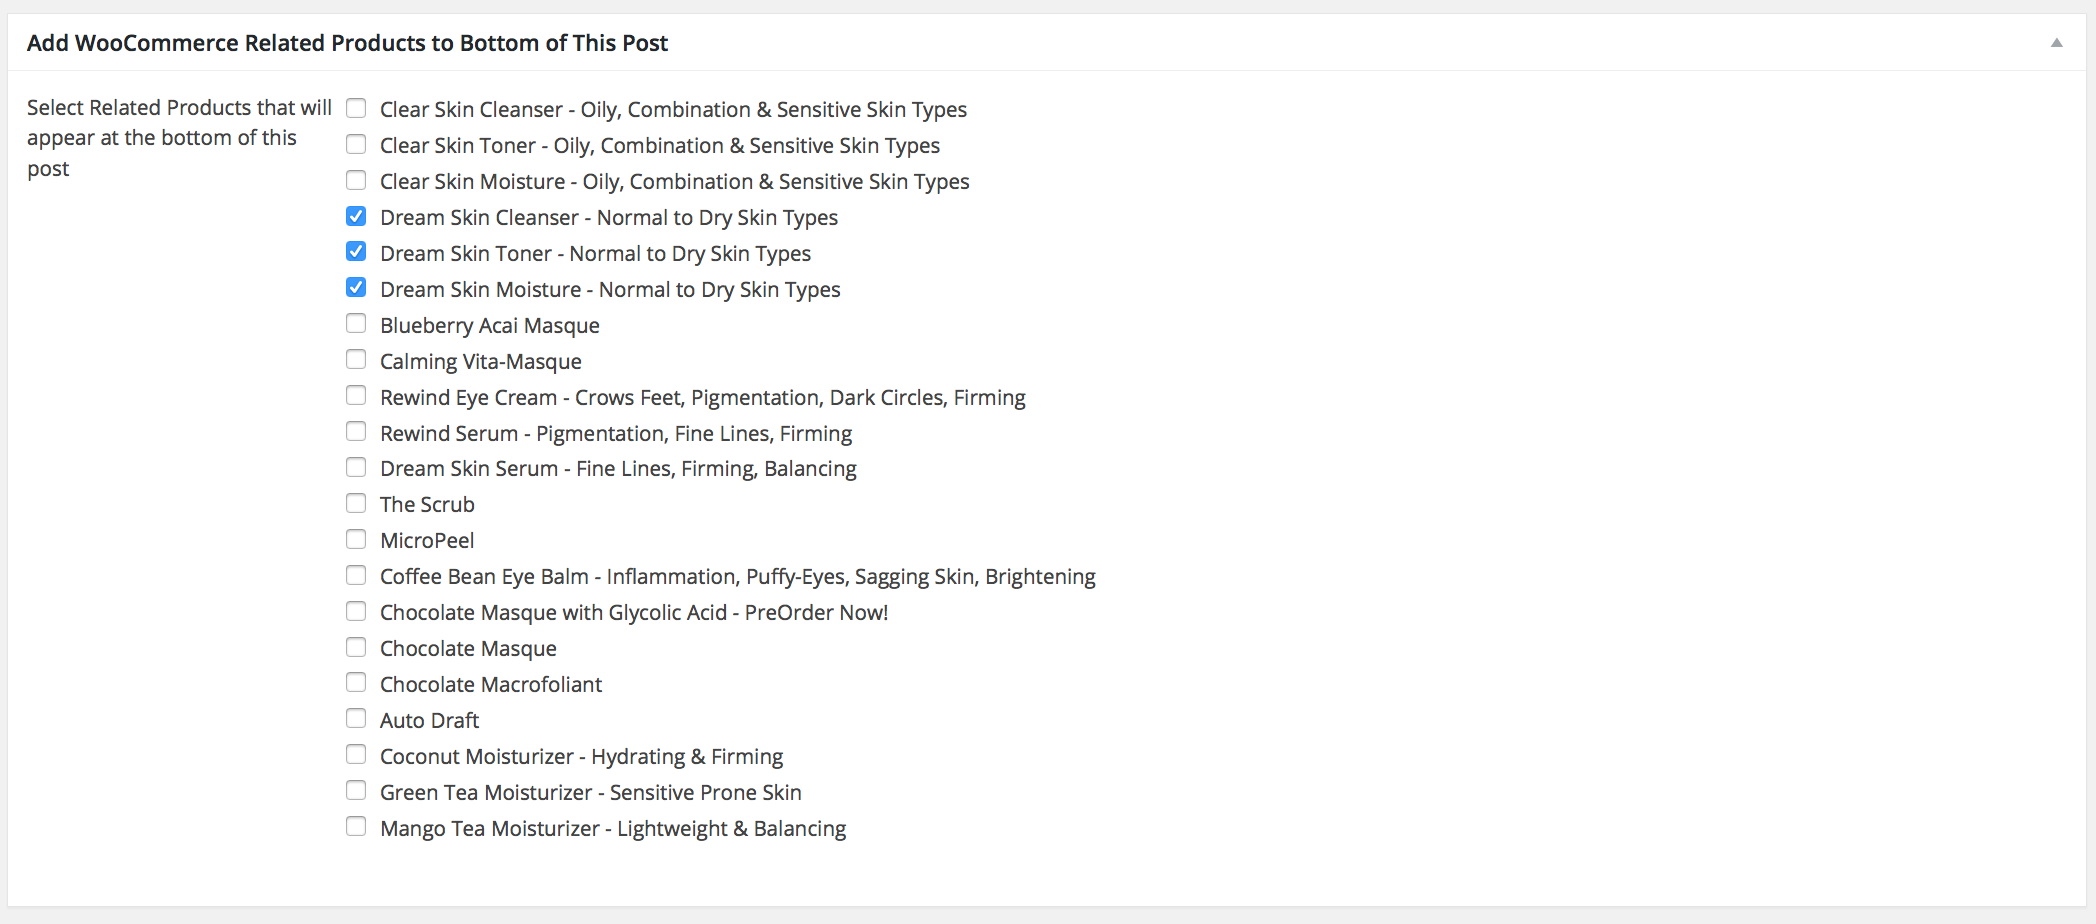 Add WooCommerce Related Products to Bottom of This Post
Select Related Products that will
appear at the bottom of this
post
Clear Skin Cleanser - Oily, Combination & Sensitive Skin Types
Clear Skin Toner - Oily, Combination & Sensitive Skin Types
Clear Skin Moisture - Oily, Combination & Sensitive Skin Types
Dream Skin Cleanser - Normal to Dry Skin Types
Dream Skin Toner - Normal to Dry Skin Types
Dream Skin Moisture - Normal to Dry Skin Types
Blueberry Acai Masque
Calming Vita-Masque
Rewind Eye Cream - Crows Feet, Pigmentation, Dark Circles, Firming
Rewind Serum - Pigmentation, Fine Lines, Firming
Dream Skin Serum - Fine Lines, Firming, Balancing
The Scrub
MicroPeel
Coffee Bean Eye Balm - Inflammation, Puffy-Eyes, Sagging Skin, Brightening
Chocolate Masque with Glycolic Acid - PreOrder Now!
Chocolate Masque
Chocolate Macrofoliant
Auto Draft
Coconut Moisturizer - Hydrating & Firming
Green Tea Moisturizer - Sensitive Prone Skin
Mango Tea Moisturizer - Lightweight & Balancing